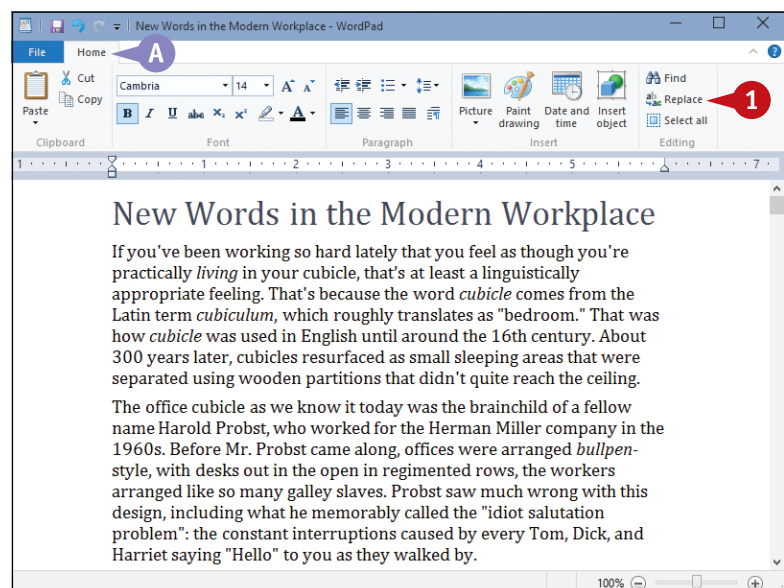 New Words in the Modern Workplace - WordPad
File
Home
A
Cut
Copy
Paste
Clipboard
Cambria
14
A A
B I U abc X₂ x² A
Font
Paragraph
Picture
Paint drawing
Date and time
Insert object
Insert
Find
Replace
1
Select all
Editing
1 1 2 3 4 5 7
New Words in the Modern Workplace
If you've been working so hard lately that you feel as though you're
practically living in your cubicle, that's at least a linguistically
appropriate feeling. That's because the word cubicle comes from the
Latin term cubiculum, which roughly translates as "bedroom." That was
how cubicle was used in English until around the 16th century. About
300 years later, cubicles resurfaced as small sleeping areas that were
separated using wooden partitions that didn't quite reach the ceiling.
The office cubicle as we know it today was the brainchild of a fellow
name Harold Probst, who worked for the Herman Miller company in the
1960s. Before Mr. Probst came along, offices were arranged bullpen-
style, with desks out in the open in regimented rows, the workers
arranged like so many galley slaves. Probst saw much wrong with this
design, including what he memorably called the "idiot salutation
problem": the constant interruptions caused by every Tom, Dick, and
Harriet saying "Hello" to you as they walked by.
100%